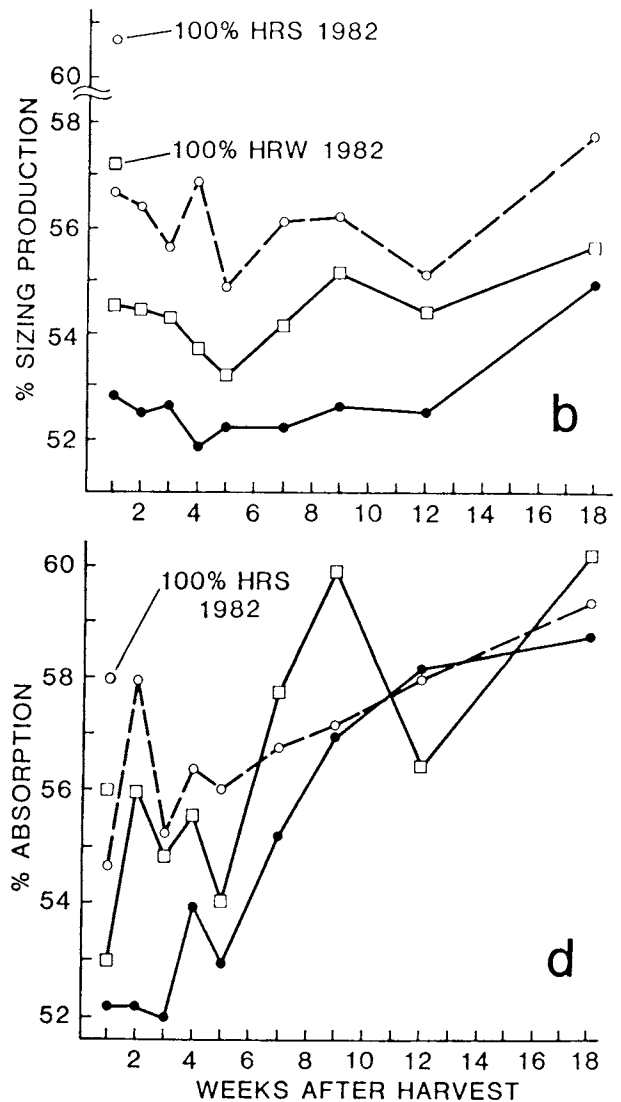 100% HRS 1982
60
58
100% HRW 1982
56
54
52
% SIZING PRODUCTION
b
2 4 6 8 10 12 14 16 18
60
100% HRS
1982
58
56
54
52
% ABSORPTION
d
2 4 6 8 10 12 14 16 18
WEEKS AFTER HARVEST